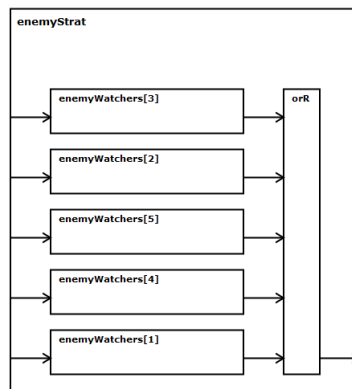 enemyStrat
enemyWatchers[3]
orR
enemyWatchers[2]
enemyWatchers[5]
enemyWatchers[4]
enemyWatchers[1]